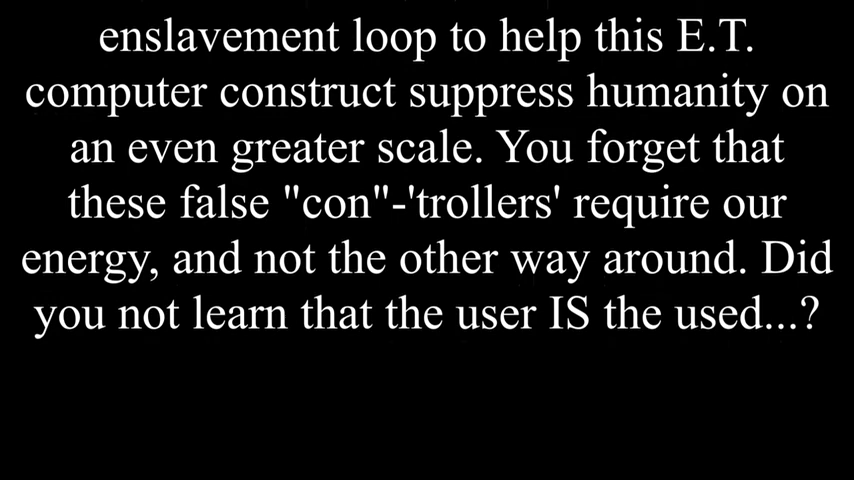 enslavement loop to help this E.T.
computer construct suppress humanity on
an even greater scale. You forget that
these false "con"-'trollers' require our
energy, and not the other way around. Did
you not learn that the user IS the used...?